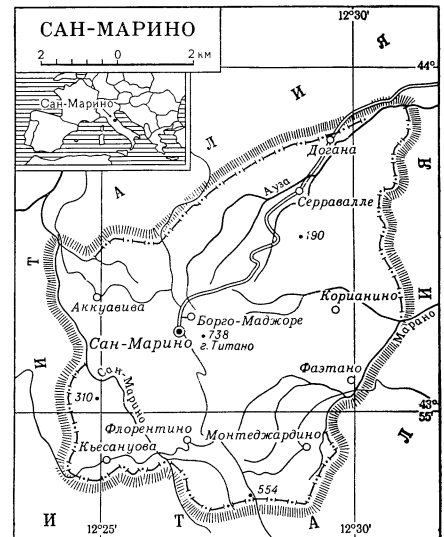 САН-МАРИНО
2 0 2 км
Сан-Марино
12°30'
44°
ИТАЛИЯ
Догана
Ауза
Серравалле
190
Аккуавива
Борго-Маджоре
Корианино
Марано
Сан-Марино
738
г. Титано
Фаэтано
310
Сан-Марино
43°
55'
Флорентино
Монтеджардино
Кьесануова
554
ИТАЛИЯ
12°25'
12°30'